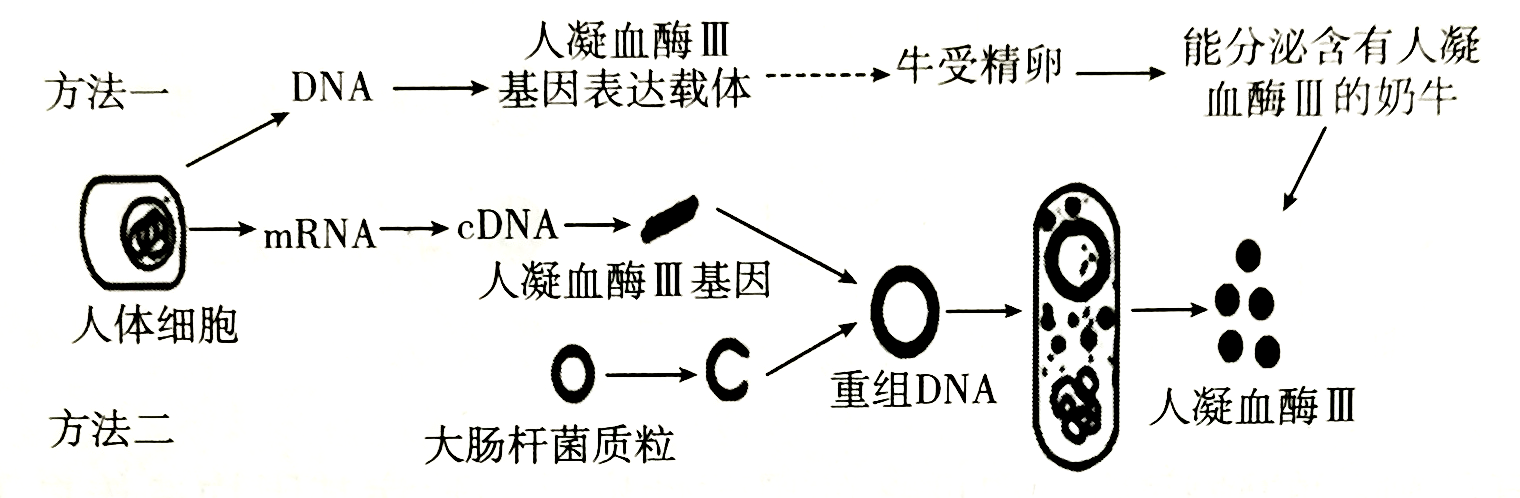 方法一
DNA
人凝血酶Ⅲ
基因表达载体
牛受精卵
能分泌含有人凝
血酶Ⅲ的奶牛
mRNA
cDNA
人凝血酶Ⅲ基因
人体细胞
重组DNA
人凝血酶Ⅲ
方法二
大肠杆菌质粒